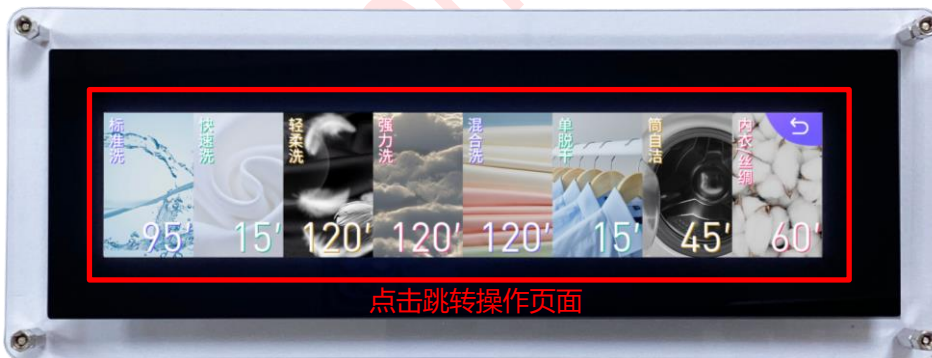 标准洗
快速洗
轻柔洗
强力洗
混合洗
单脱干
筒自洁
内衣/丝绸
95'
15'
120'
120'
120'
15'
45'
60'
点击跳转操作页面